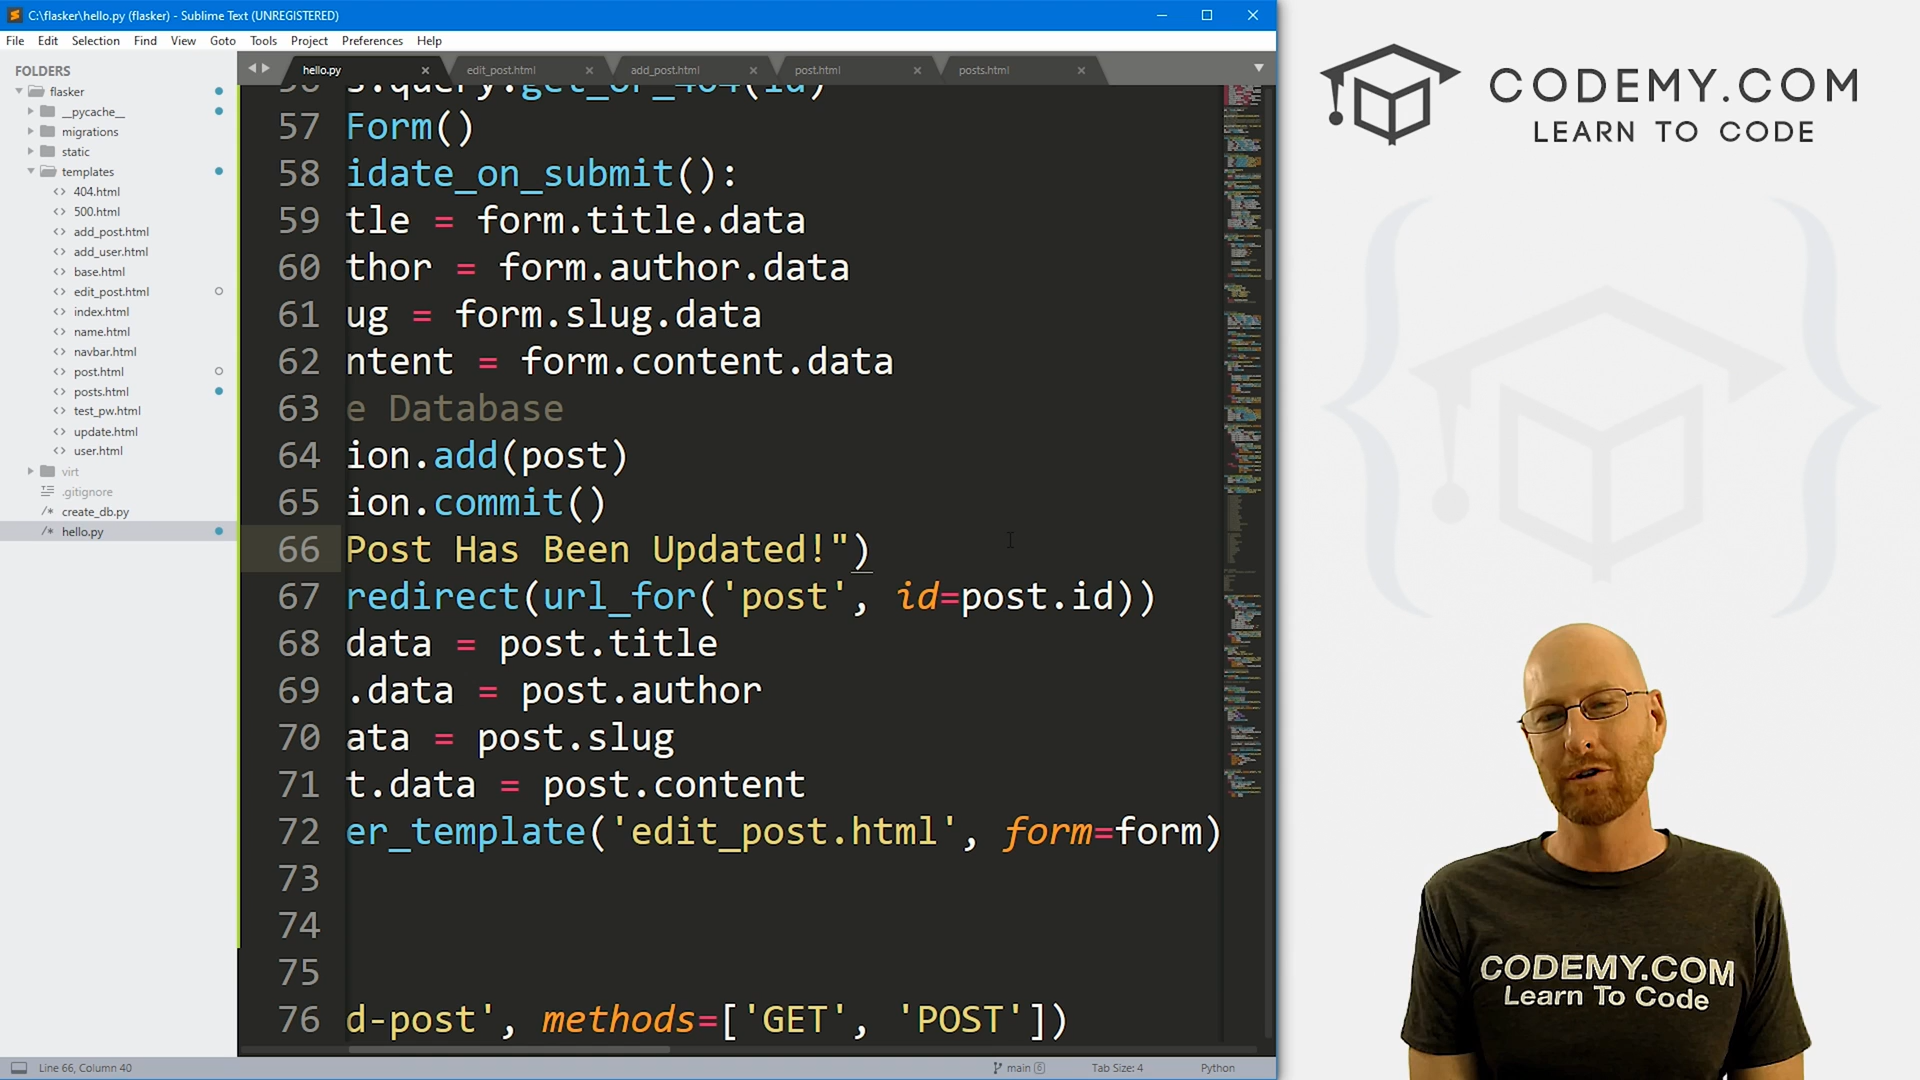 C:\flasker\hello.py (flasker) - Sublime Text (UNREGISTERED)
File Edit Selection Find View Goto Tools Project Preferences Help
FOLDERS
flasker
__pycache__
migrations
static
templates
404.html
500.html
add_post.html
add_user.html
base.html
edit_post.html
index.html
name.html
navbar.html
post.html
posts.html
test_pw.html
update.html
user.html
virt
.gitignore
create_db.py
hello.py
hello.py edit_post.html add_post.html post.html posts.html
56 s.query.get_or_404(id)
57 Form()
58 idate_on_submit():
59 tle = form.title.data
60 thor = form.author.data
61 ug = form.slug.data
62 ntent = form.content.data
63 e Database
64 ion.add(post)
65 ion.commit()
66 Post Has Been Updated!")
67 redirect(url_for('post', id=post.id))
68 data = post.title
69 .data = post.author
70 ata = post.slug
71 t.data = post.content
72 er_template('edit_post.html', form=form)
73
74
75
76 d-post', methods=['GET', 'POST'])
Line 66, Column 40
main 6
Tab Size: 4
Python
CODEMY.COM
LEARN TO CODE
CODEMY.COM
Learn To Code